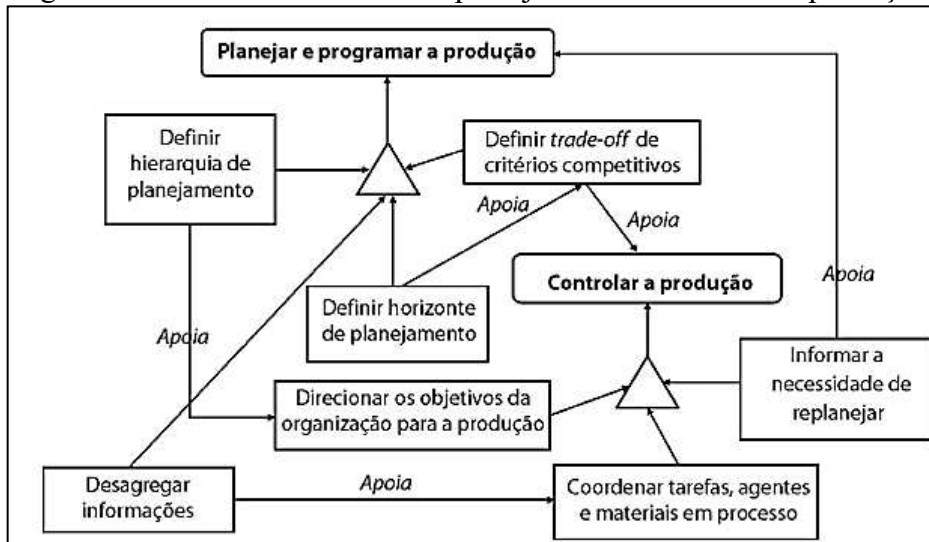 Planejar e programar a produção
Definir
hierarquia de
planejamento
Definir trade-off de
critérios competitivos
Apoia
Apoia
Controlar a produção
Apoia
Definir horizonte
de planejamento
Apoia
Informar a
necessidade de
replanejar
Direcionar os objetivos da
organização para a produção
Desagregar
informações
Apoia
Coordenar tarefas, agentes
e materiais em processo